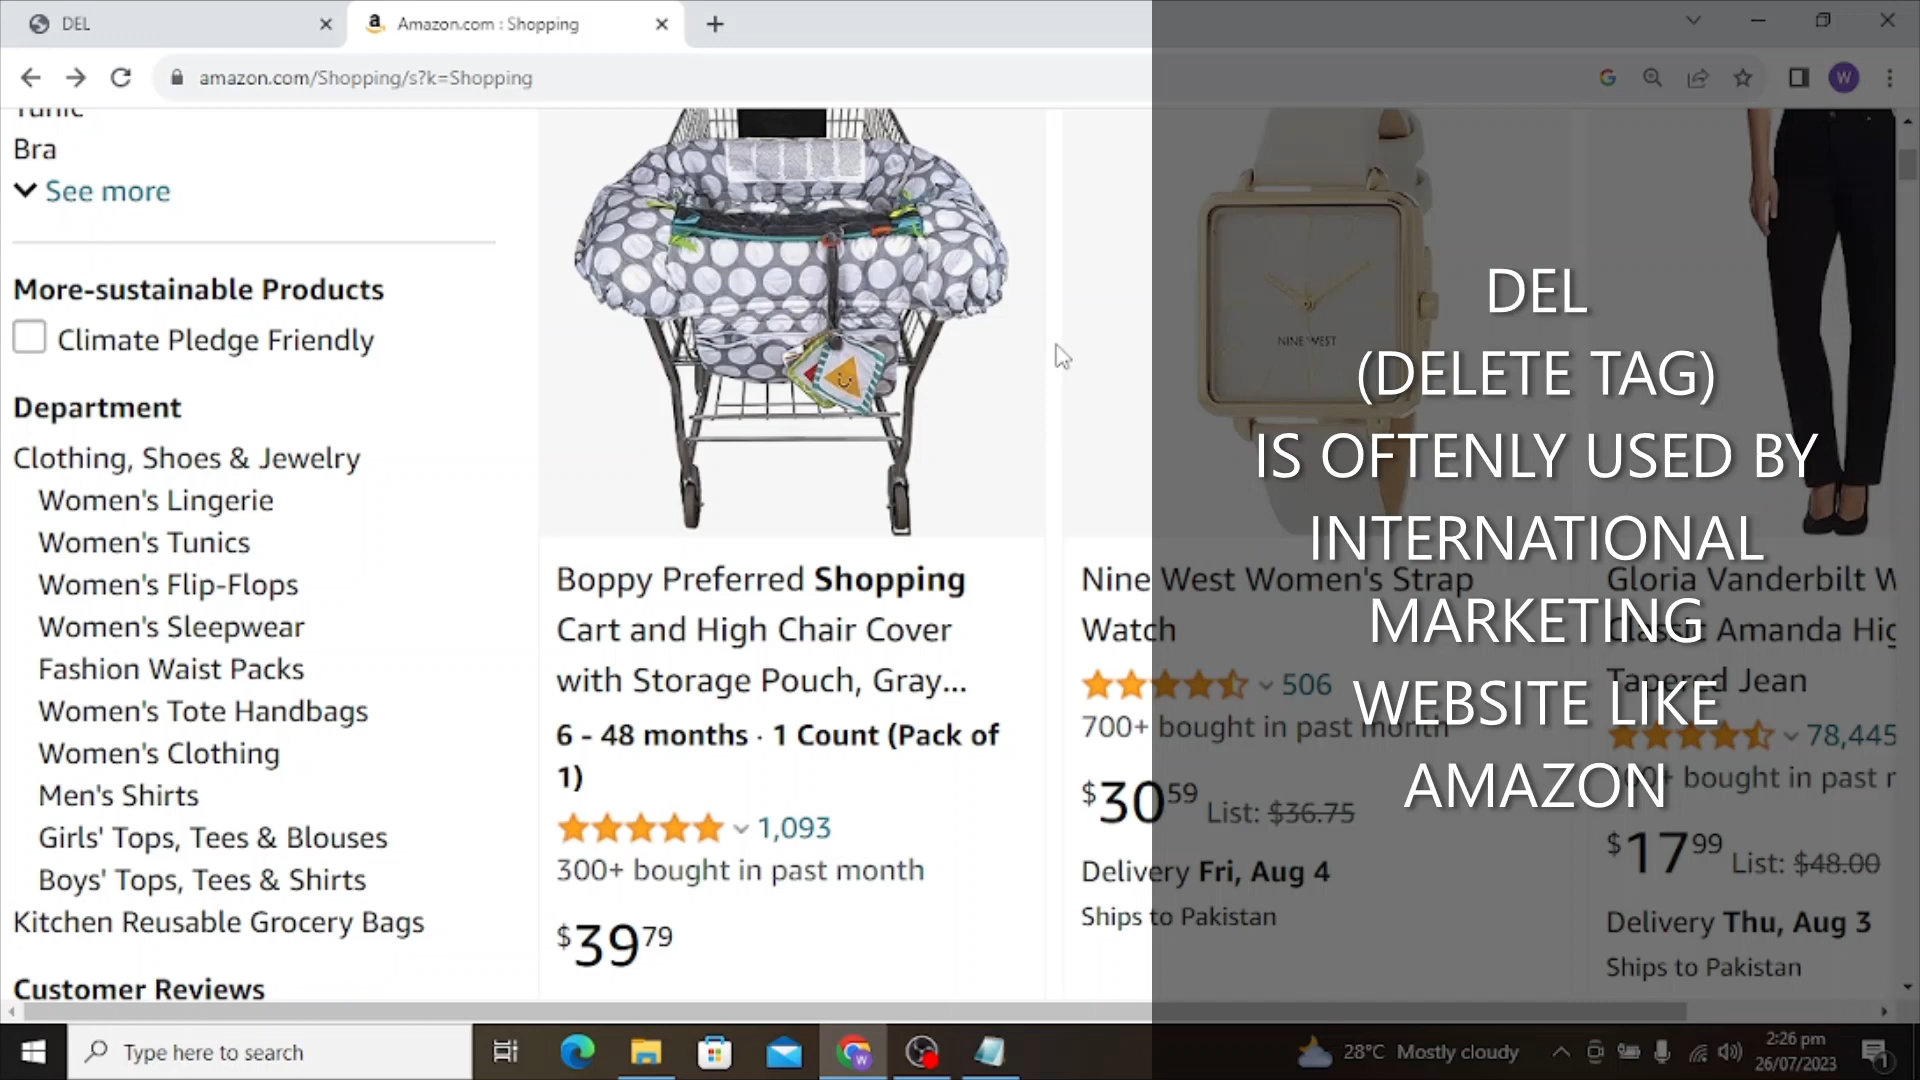 DEL
Amazon.com : Shopping
amazon.com/Shopping/s?k=Shopping
W
Tunic
Bra
See more
More-sustainable Products
Climate Pledge Friendly
Department
Clothing, Shoes & Jewelry
Women's Lingerie
Women's Tunics
Women's Flip-Flops
Women's Sleepwear
Fashion Waist Packs
Women's Tote Handbags
Women's Clothing
Men's Shirts
Girls' Tops, Tees & Blouses
Boys' Tops, Tees & Shirts
Kitchen Reusable Grocery Bags
Customer Reviews
Boppy Preferred Shopping
Cart and High Chair Cover
with Storage Pouch, Gray...
6 - 48 months · 1 Count (Pack of
1)
1,093
300+ bought in past month
$3979
NINE WEST
Nine West Women's Strap
Watch
506
700+ bought in past month
$3059 List: $36.75
Delivery Fri, Aug 4
Ships to Pakistan
Gloria Vanderbilt W
Classic Amanda Hig
Tapered Jean
78,445
bought in past r
$1799 List: $48.00
Delivery Thu, Aug 3
Ships to Pakistan
DEL
(DELETE TAG)
IS OFTENLY USED BY
INTERNATIONAL
MARKETING
WEBSITE LIKE
AMAZON
Type here to search
28°C Mostly cloudy
2:26 pm
26/07/2023
1